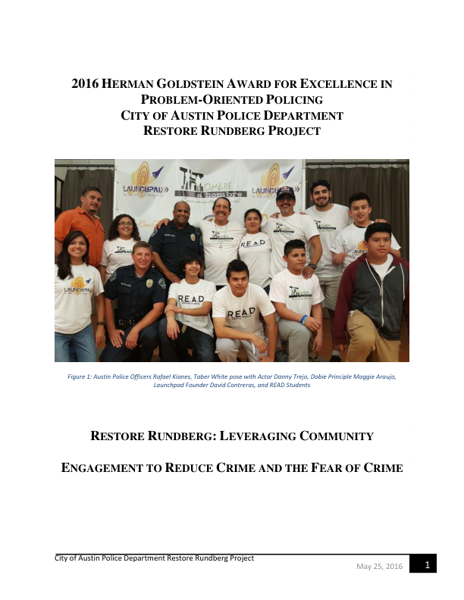 2016 HERMAN GOLDSTEIN AWARD FOR EXCELLENCE IN
PROBLEM-ORIENTED POLICING
CITY OF AUSTIN POLICE DEPARTMENT
RESTORE RUNDBERG PROJECT
LAUNCHPAD
HOMBRE
a hombre
LAUNCHPAD
READ
READ
READ
Figure 1: Austin Police Officers Rafael Kianes, Taber White pose with Actor Danny Trejo, Dobie Principle Maggie Araujo,
Launchpad Founder David Contreras, and READ Students
RESTORE RUNDBERG: LEVERAGING COMMUNITY
ENGAGEMENT TO REDUCE CRIME AND THE FEAR OF CRIME
City of Austin Police Department Restore Rundberg Project
May 25, 2016
1